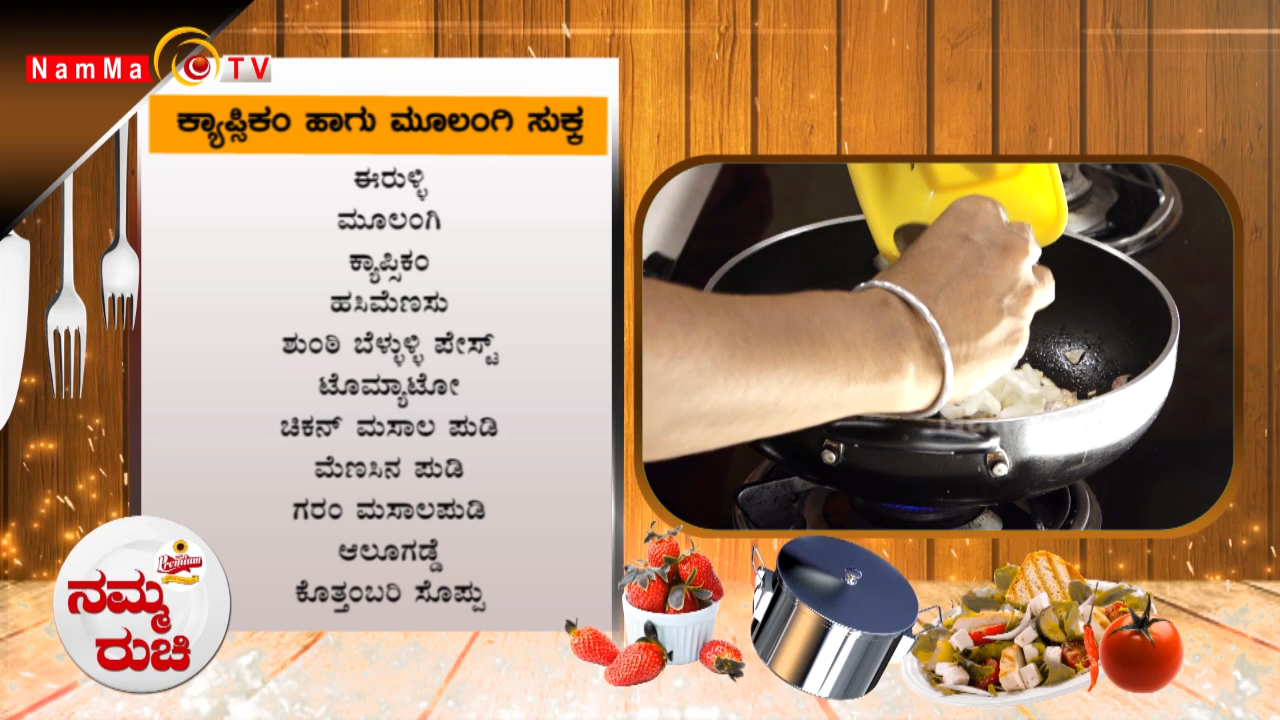 NamMa TV
ಕ್ಯಾಪ್ಸಿಕಂ ಹಾಗು ಮೂಲಂಗಿ ಸುಕ್ಕ
ಈರುಳ್ಳಿ
ಮೂಲಂಗಿ
ಕ್ಯಾಪ್ಸಿಕಂ
ಹಸಿಮೆಣಸು
ಶುಂಠಿ ಬೆಳ್ಳುಳ್ಳಿ ಪೇಸ್ಟ್
ಟೊಮ್ಯಾಟೋ
ಚಿಕನ್ ಮಸಾಲ ಪುಡಿ
ಮೆಣಸಿನ ಪುಡಿ
ಗರಂ ಮಸಾಲಪುಡಿ
ಆಲೂಗಡ್ಡೆ
ಕೊತ್ತಂಬರಿ ಸೊಪ್ಪು
Premium
ನಮ್ಮ
ರುಚಿ